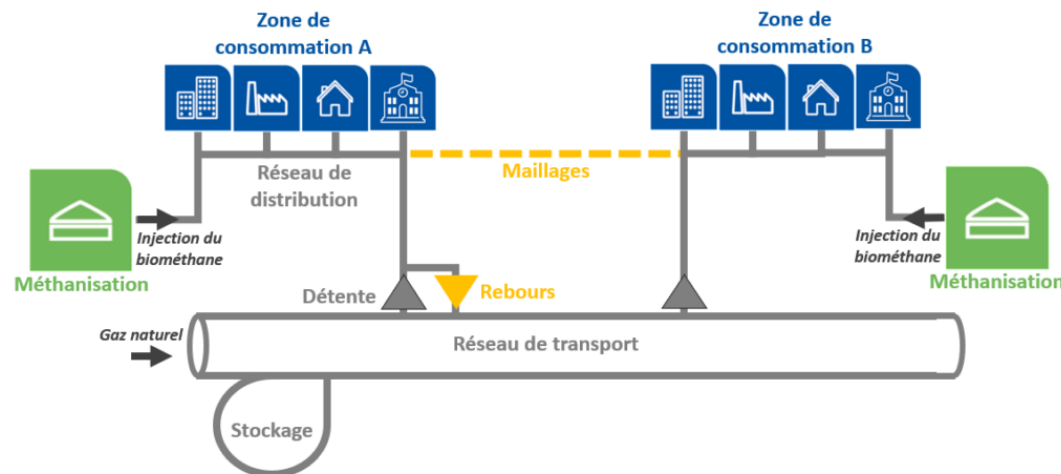 Zone de
consommation A
Zone de
consommation B
Réseau de
distribution
Maillages
Injection du
biométhane
Méthanisation
Injection du
biométhane
Méthanisation
Détente
Rebours
Gaz naturel
Réseau de transport
Stockage